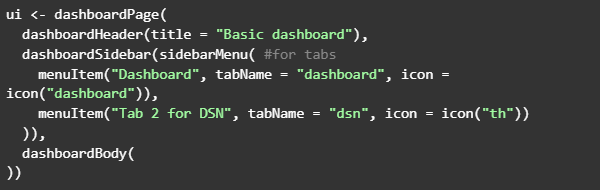 ui <- dashboardPage(
  dashboardHeader(title = "Basic dashboard"),
  dashboardSidebar(sidebarMenu( #for tabs
    menuItem("Dashboard", tabName = "dashboard", icon =
icon("dashboard")),
    menuItem("Tab 2 for DSN", tabName = "dsn", icon = icon("th"))
  )),
  dashboardBody(
))